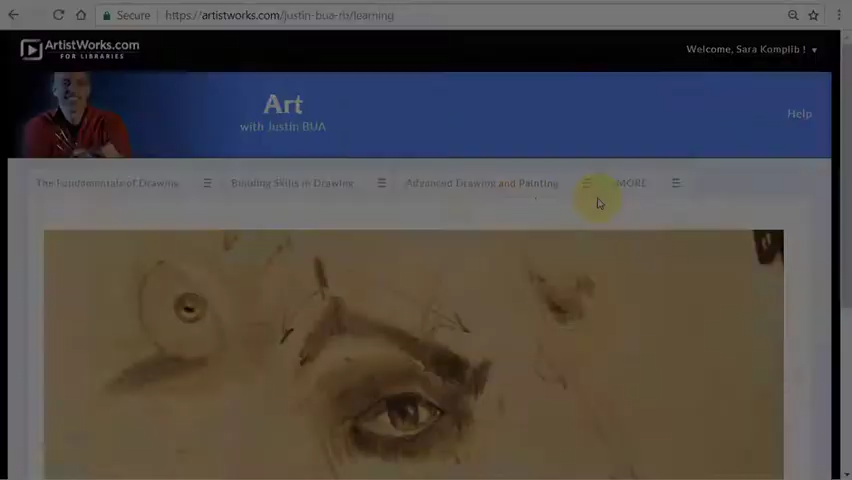 Secure https://artistworks.com/justin-bua-rb/learning
ArtistWorks.com
FOR LIBRARIES
Welcome, Sara Komplib !
Art
with Justin BUA
Help
The Fundamentals of Drawing Building Skills in Drawing Advanced Drawing and Painting MORE